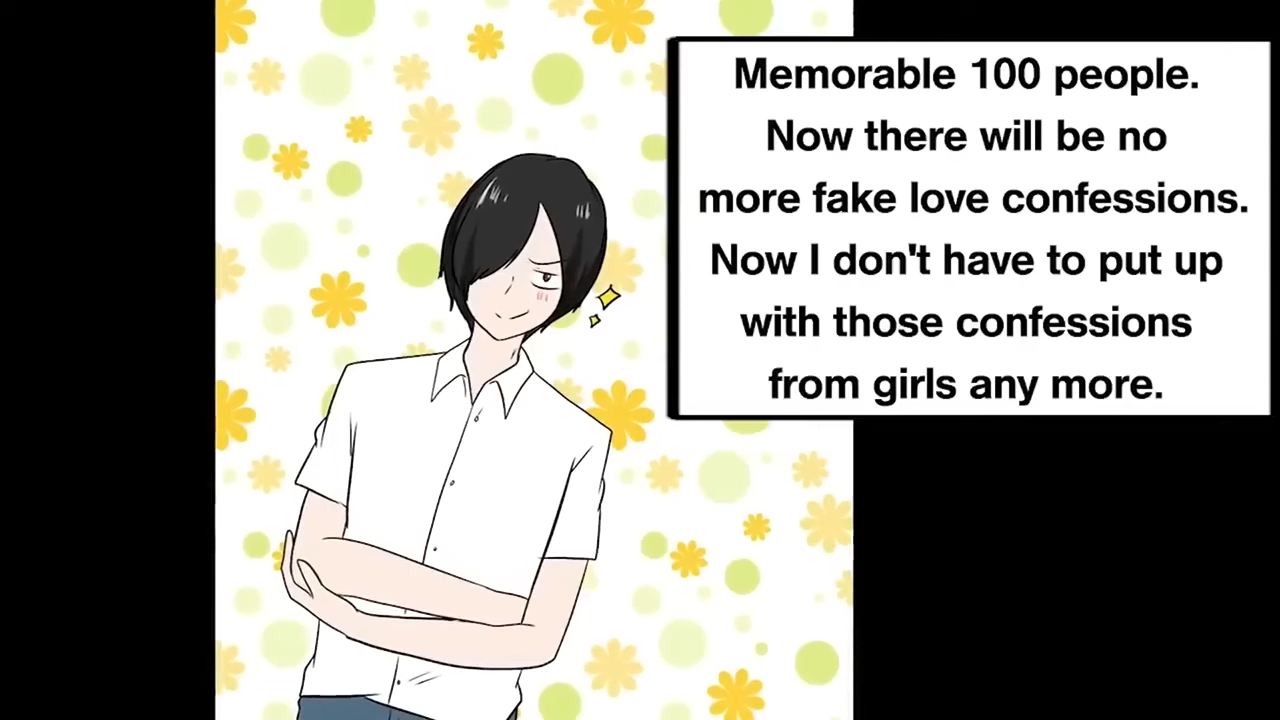 Memorable 100 people.
Now there will be no
more fake love confessions.
Now I don't have to put up
with those confessions
from girls any more.